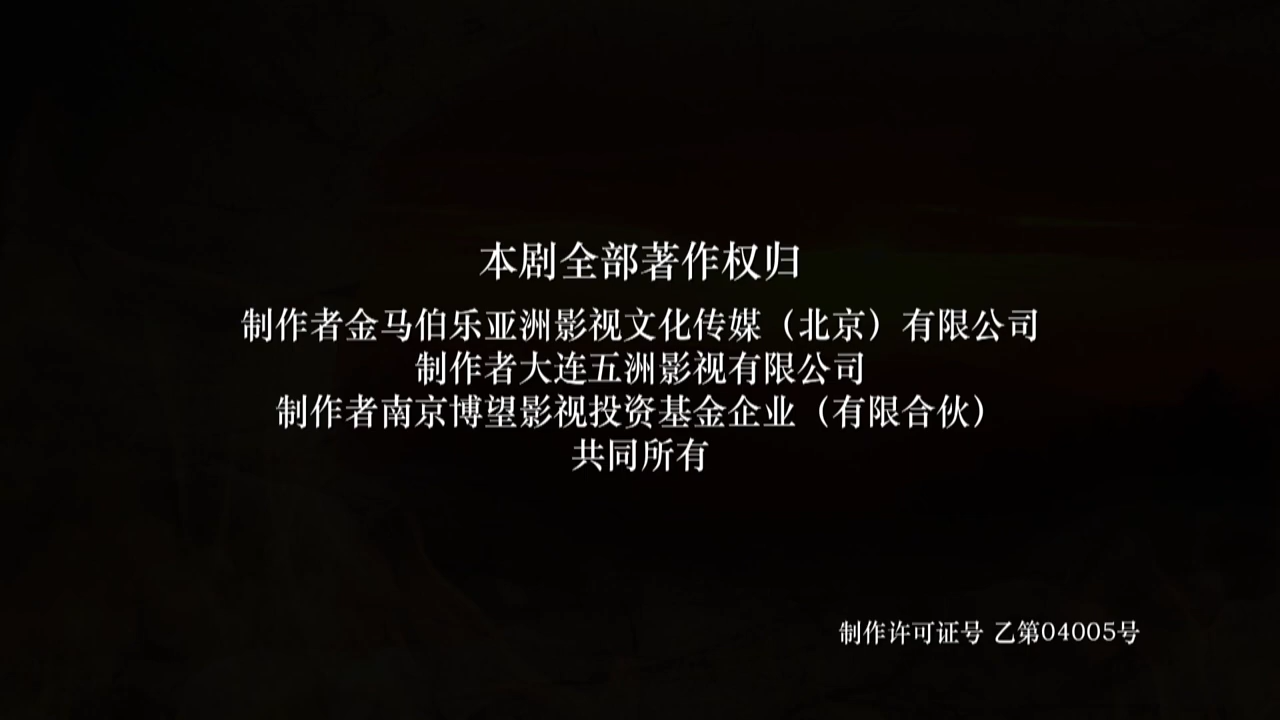 本剧全部著作权归
制作者金马伯乐亚洲影视文化传媒（北京）有限公司
制作者大连五洲影视有限公司
制作者南京博望影视投资基金企业（有限合伙）
共同所有
制作许可证号 乙第04005号